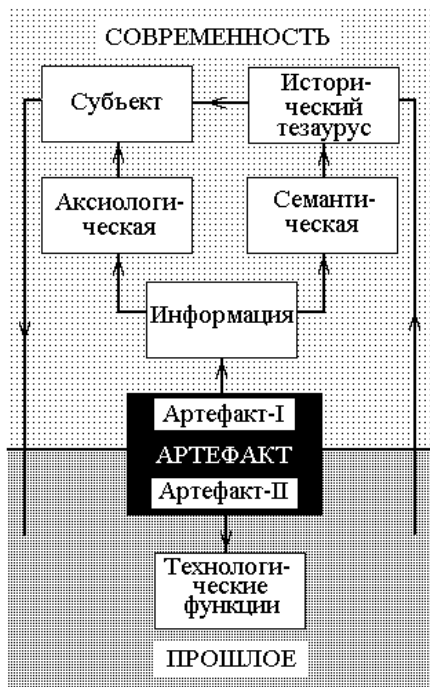 СОВРЕМЕННОСТЬ
Субъект
Истори-
ческий
тезаурус
Аксиологи-
ческая
Семанти-
ческая
Информация
Артефакт-I
АРТЕФАКТ
Артефакт-II
Технологи-
ческие
функции
ПРОШЛОЕ